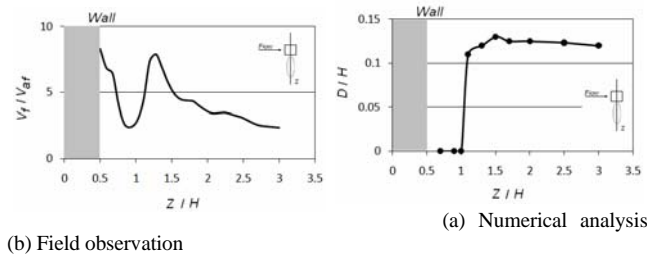 Wall
10
5
0
V_f / V_af
0 0.5 1 1.5 2 2.5 3 3.5
Z / H
Flow
Z
(b) Field observation
Wall
0.15
0.1
0.05
0
D / H
0 0.5 1 1.5 2 2.5 3 3.5
Z / H
Flow
Z
(a) Numerical analysis